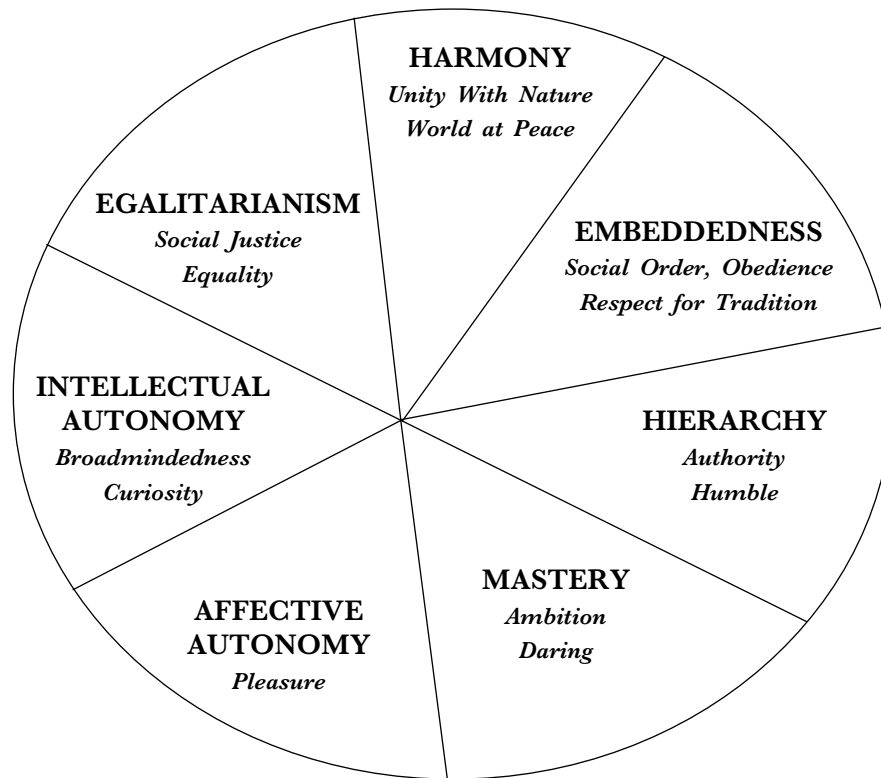 HARMONY
Unity With Nature
World at Peace
EGALITARIANISM
Social Justice
Equality
EMBEDDEDNESS
Social Order, Obedience
Respect for Tradition
INTELLECTUAL
AUTONOMY
Broadmindedness
Curiosity
HIERARCHY
Authority
Humble
AFFECTIVE
AUTONOMY
Pleasure
MASTERY
Ambition
Daring